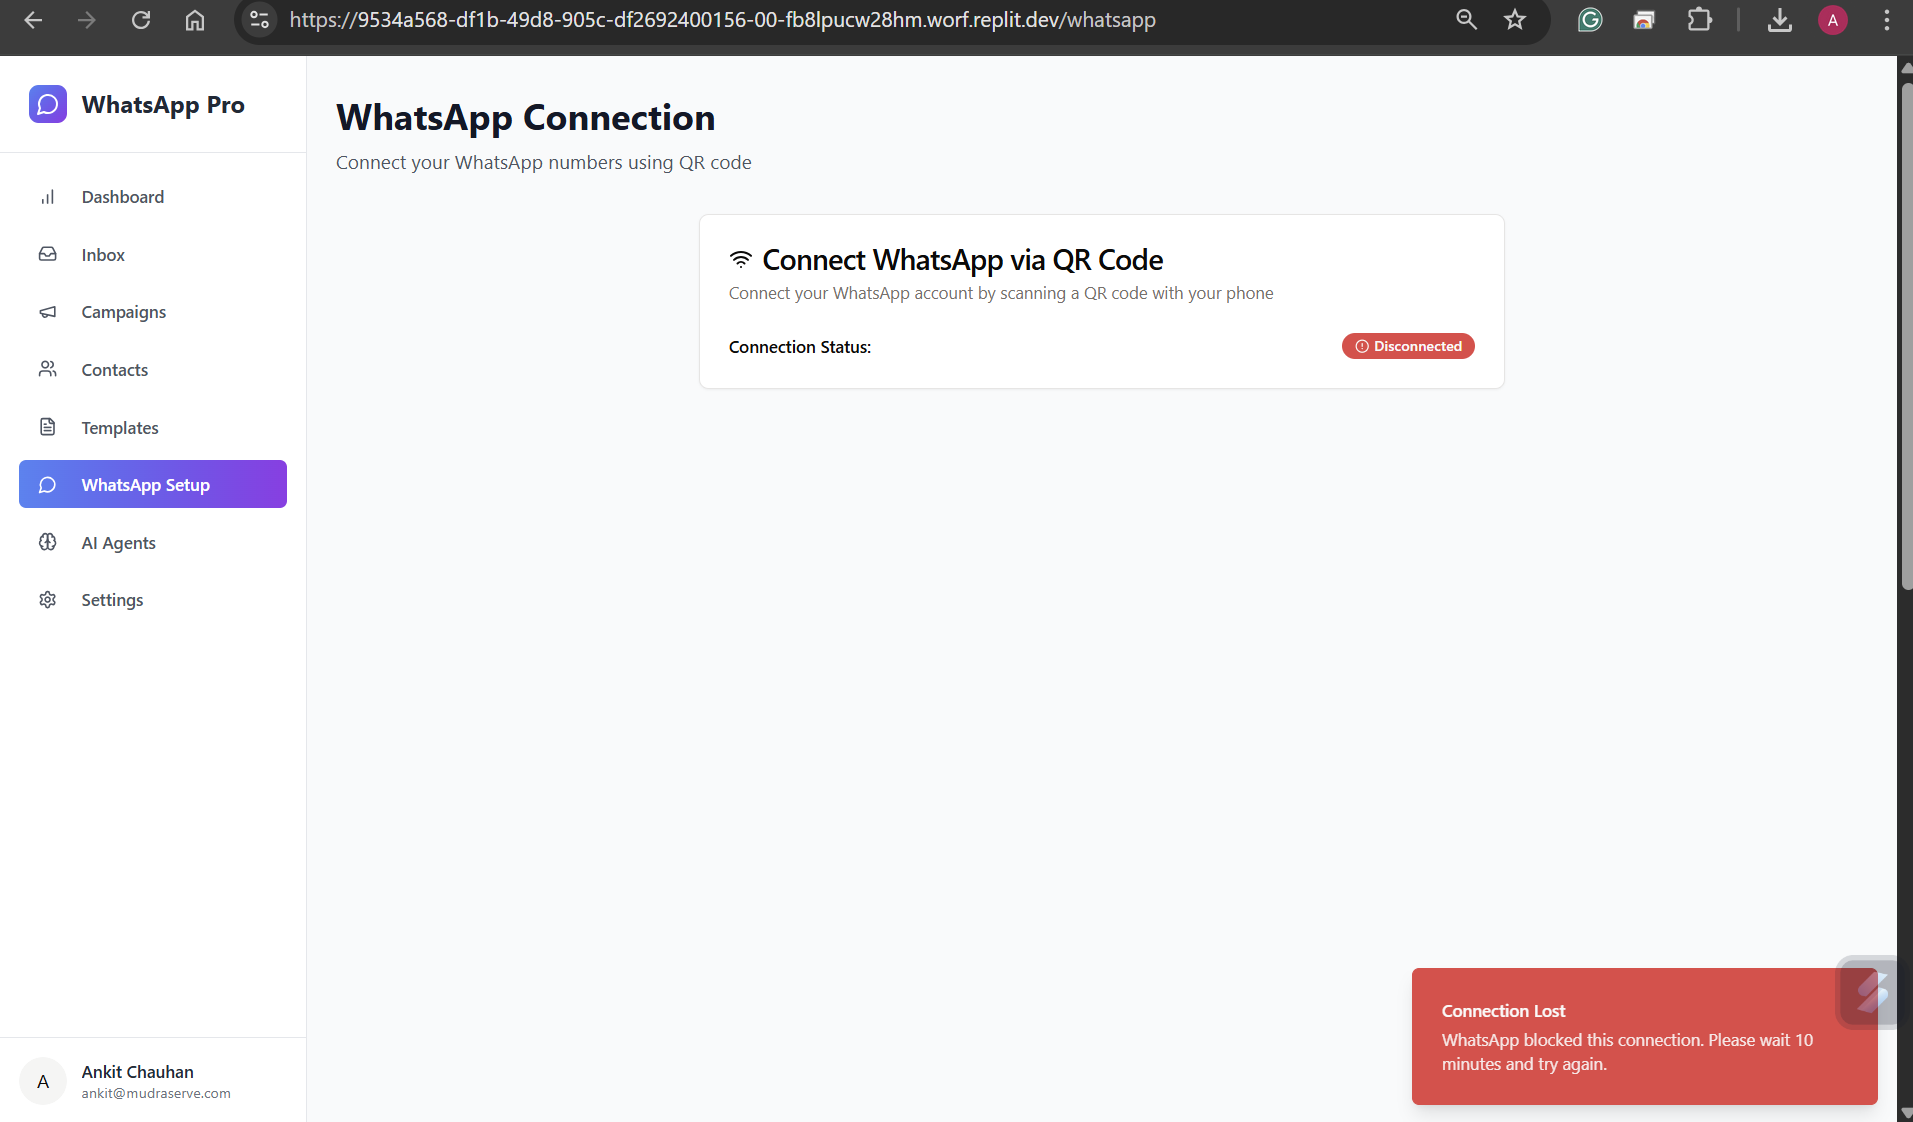 https://9534a568-df1b-49d8-905c-df2692400156-00-fb8lpucw28hm.worf.replit.dev/whatsapp
A
WhatsApp Pro
Dashboard
Inbox
Campaigns
Contacts
Templates
WhatsApp Setup
AI Agents
Settings
A
Ankit Chauhan
ankit@mudraserve.com
WhatsApp Connection
Connect your WhatsApp numbers using QR code
Connect WhatsApp via QR Code
Connect your WhatsApp account by scanning a QR code with your phone
Connection Status:
Disconnected
Connection Lost
WhatsApp blocked this connection. Please wait 10
minutes and try again.